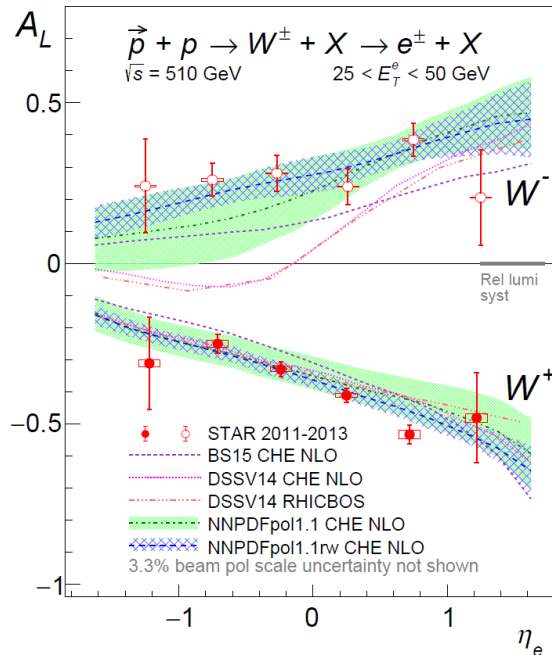 A_L
p⃗ + p → W^± + X → e^± + X
√s = 510 GeV
25 < E_T^e < 50 GeV
0.5
W^-
0
Rel lumi
syst
W^+
−0.5
STAR 2011-2013
BS15 CHE NLO
DSSV14 CHE NLO
DSSV14 RHICBOS
NNPDFpol1.1 CHE NLO
NNPDFpol1.1rw CHE NLO
3.3% beam pol scale uncertainty not shown
−1
−1 0 1
η_e